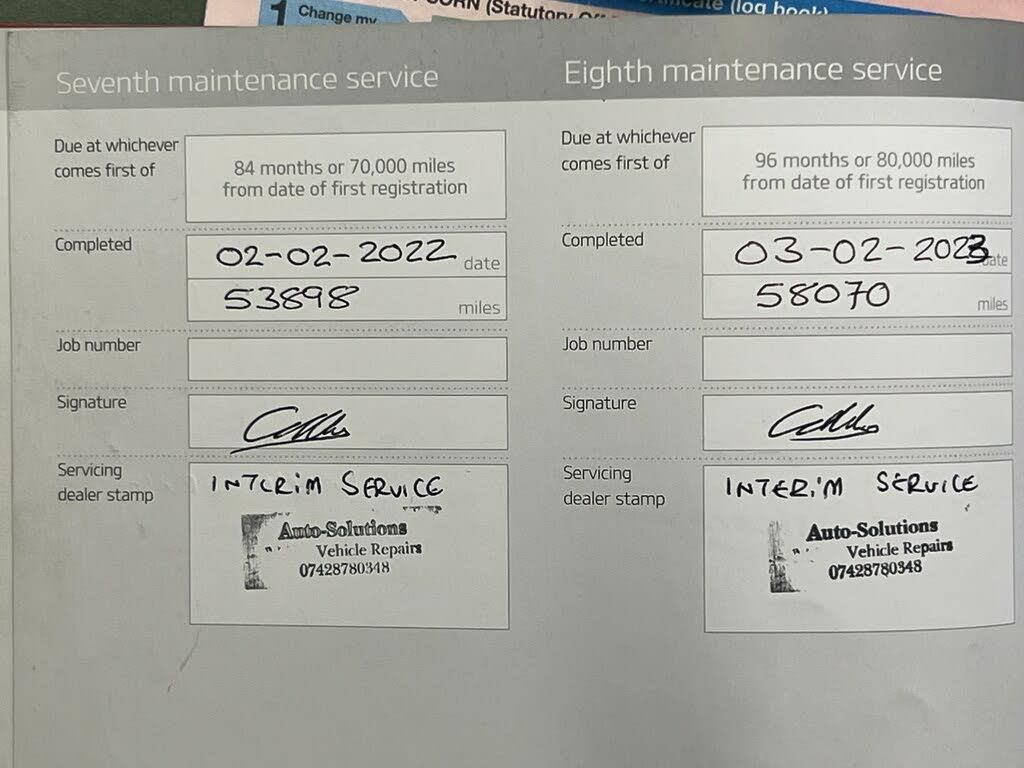 1 Change my
(Statutory
(log book)
Seventh maintenance service
Due at whichever
comes first of
84 months or 70,000 miles
from date of first registration
Completed
02-02-2022 date
53898 miles
Job number
Signature
Servicing
dealer stamp
INTERIM SERVICE
Auto-Solutions
Vehicle Repairs
07428780348
Eighth maintenance service
Due at whichever
comes first of
96 months or 80,000 miles
from date of first registration
Completed
03-02-2023 date
58070 miles
Job number
Signature
Servicing
dealer stamp
INTERIM SERVICE
Auto-Solutions
Vehicle Repairs
07428780348